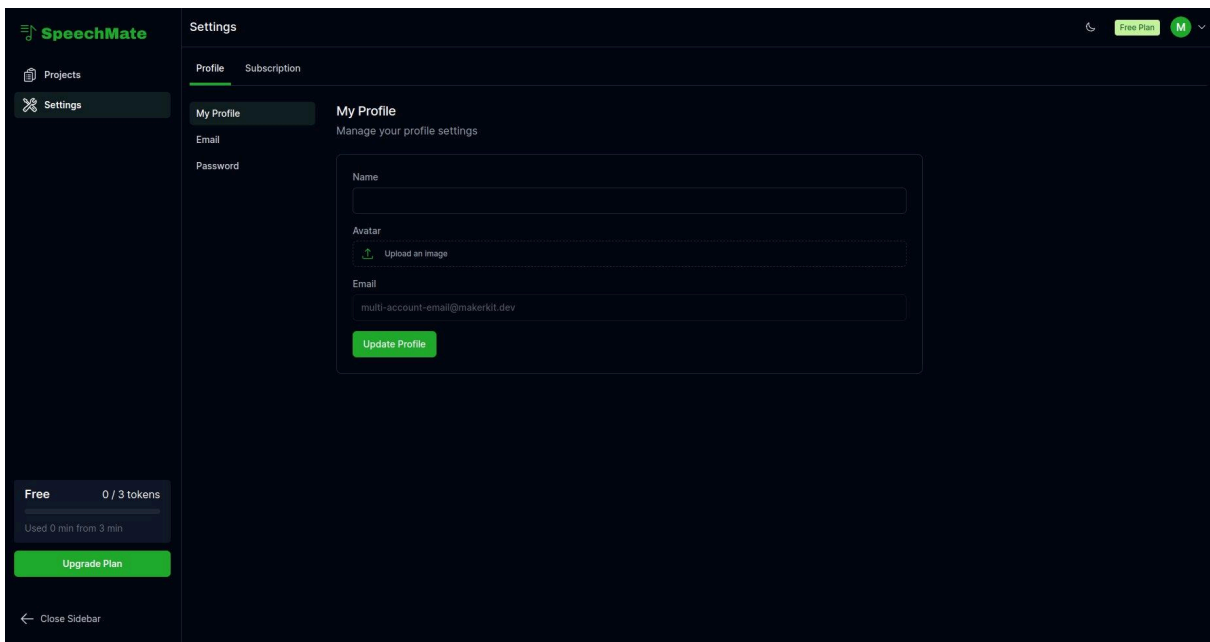 SpeechMate
Projects
Settings
Free
0 / 3 tokens
Used 0 min from 3 min
Upgrade Plan
Close Sidebar
Settings
Free Plan
M
Profile
Subscription
My Profile
Email
Password
My Profile
Manage your profile settings
Name
Avatar
Upload an image
Email
multi-account-email@makerkit.dev
Update Profile